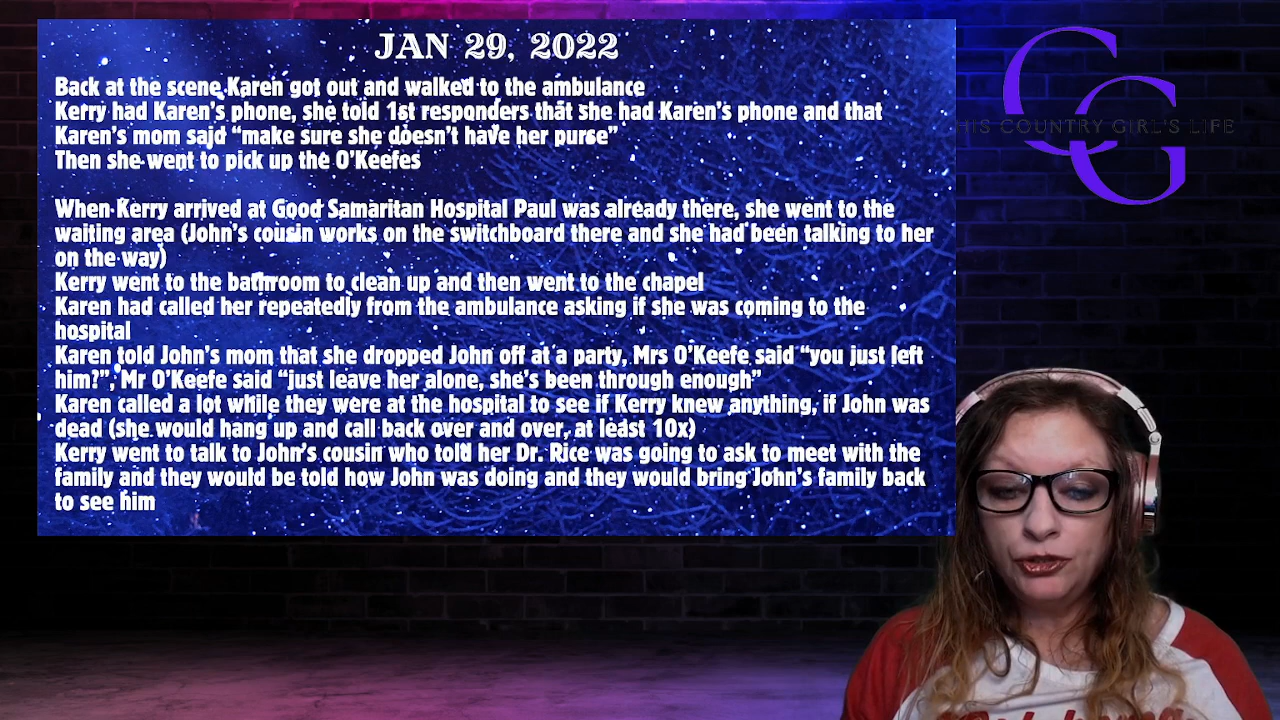 JAN 29, 2022
Back at the scene Karen got out and walked to the ambulance
Kerry had Karen's phone, she told 1st responders that she had Karen's phone and that
Karen's mom said "make sure she doesn't have her purse"
Then she went to pick up the O'Keefes
When Kerry arrived at Good Samaritan Hospital Paul was already there, she went to the
waiting area (John's cousin works on the switchboard there and she had been talking to her
on the way)
Kerry went to the bathroom to clean up and then went to the chapel
Karen had called her repeatedly from the ambulance asking if she was coming to the
hospital
Karen told John's mom that she dropped John off at a party, Mrs O'Keefe said "you just left
him?", Mr O'Keefe said "just leave her alone, she's been through enough"
Karen called a lot while they were at the hospital to see if Kerry knew anything, if John was
dead (she would hang up and call back over and over, at least 10x)
Kerry went to talk to John's cousin who told her Dr. Rice was going to ask to meet with the
family and they would be told how John was doing and they would bring John's family back
to see him
CG
HIS COUNTRY GIRL'S LIFE